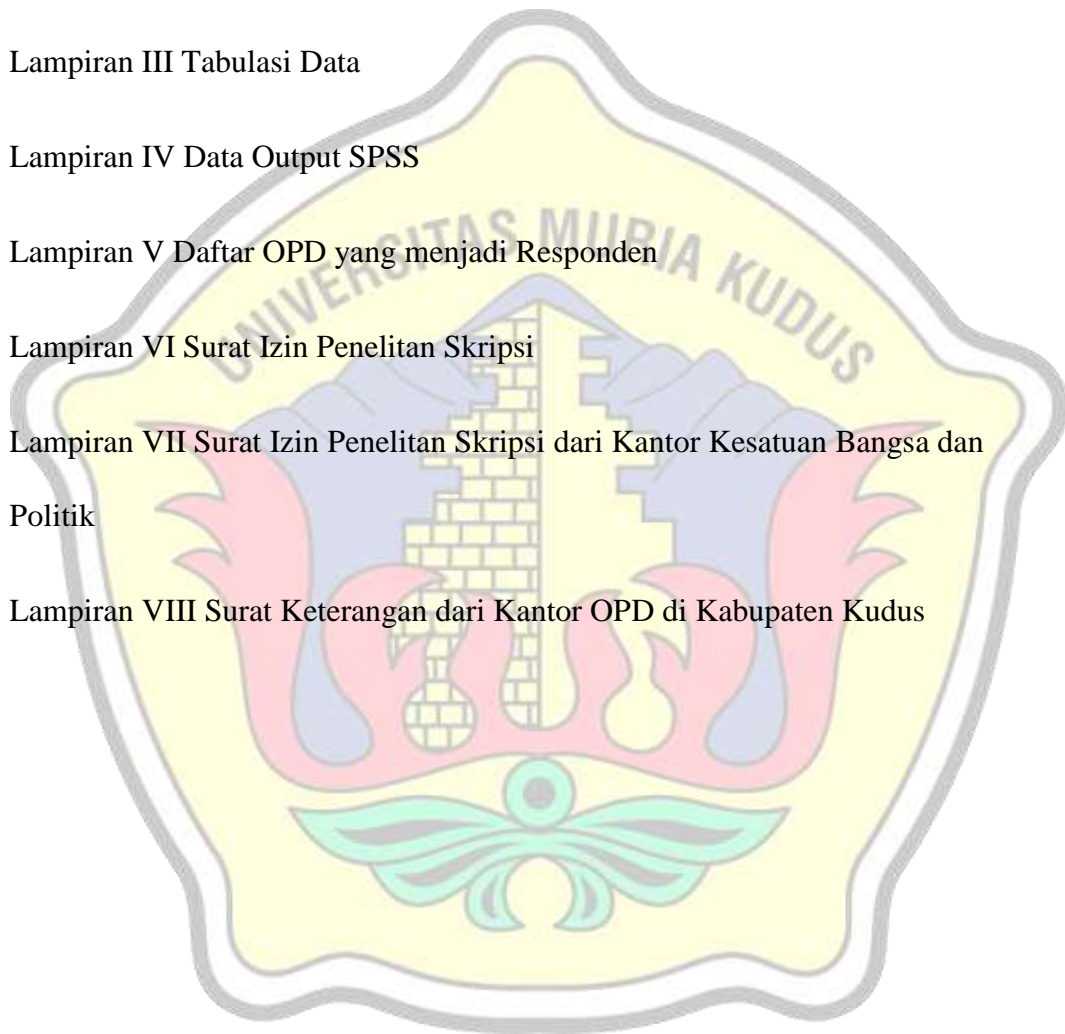 Lampiran III Tabulasi Data
Lampiran IV Data Output SPSS
UNIVERSITAS MURIA KUDUS
Lampiran V Daftar OPD yang menjadi Responden
Lampiran VI Surat Izin Penelitan Skripsi
Lampiran VII Surat Izin Penelitan Skripsi dari Kantor Kesatuan Bangsa dan
Politik
Lampiran VIII Surat Keterangan dari Kantor OPD di Kabupaten Kudus